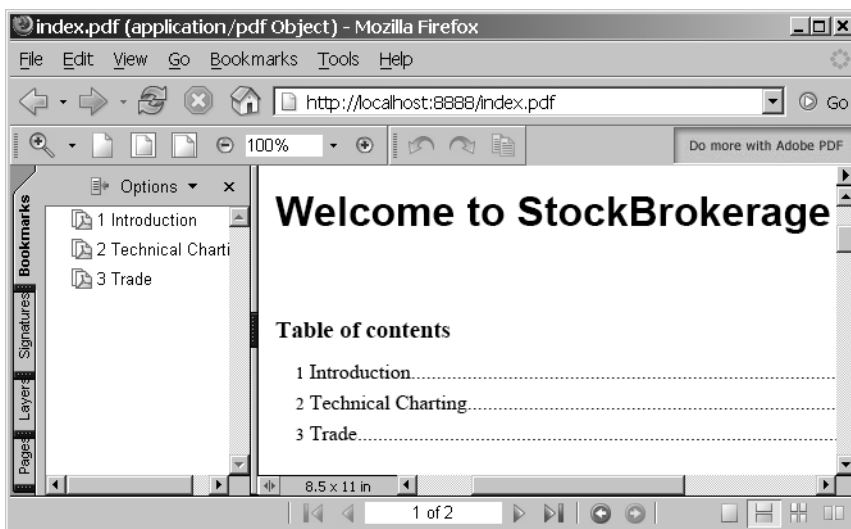 index.pdf (application/pdf Object) - Mozilla Firefox
File Edit View Go Bookmarks Tools Help
http://localhost:8888/index.pdf Go
100% Do more with Adobe PDF
Options
Bookmarks
Signatures
Layers
Pages
1 Introduction
2 Technical Charti
3 Trade
Welcome to StockBrokerage
Table of contents
1 Introduction
2 Technical Charting
3 Trade
8.5 x 11 in
1 of 2